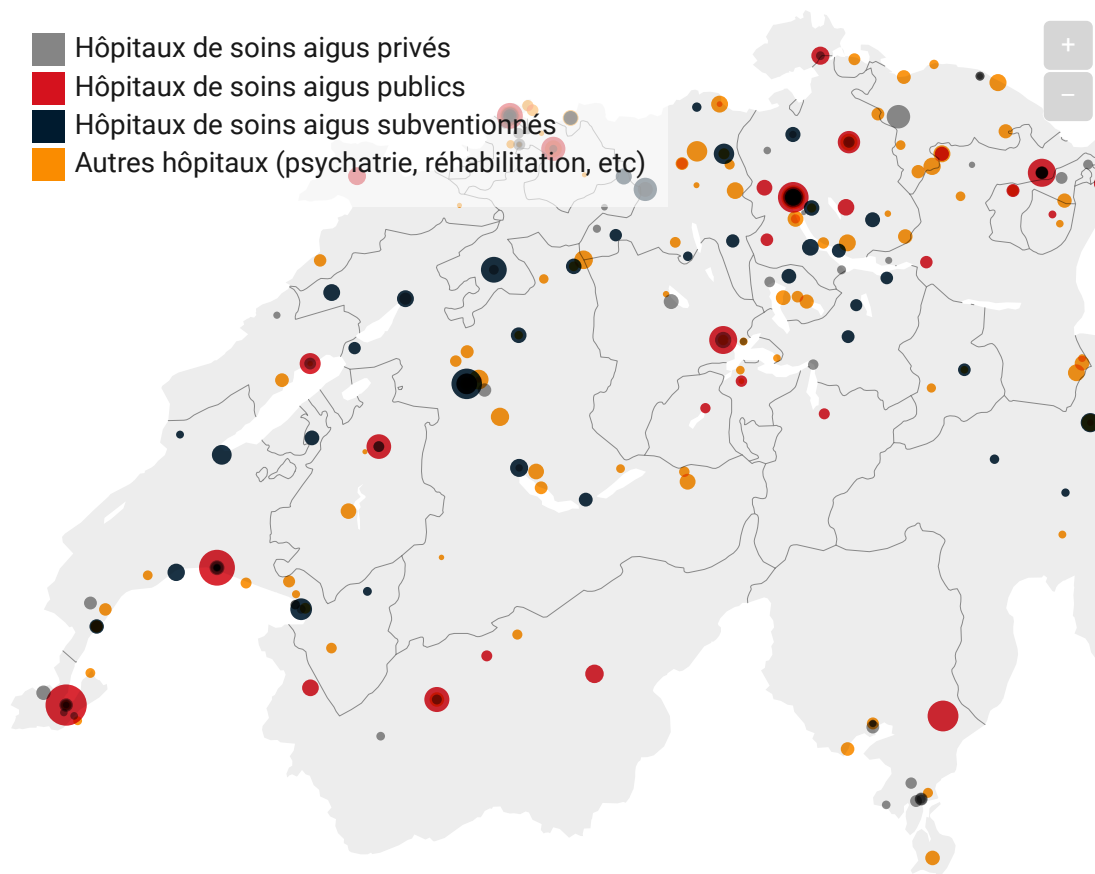 Hôpitaux de soins aigus privés
Hôpitaux de soins aigus publics
Hôpitaux de soins aigus subventionnés
Autres hôpitaux (psychatrie, réhabilitation, etc)
+
−